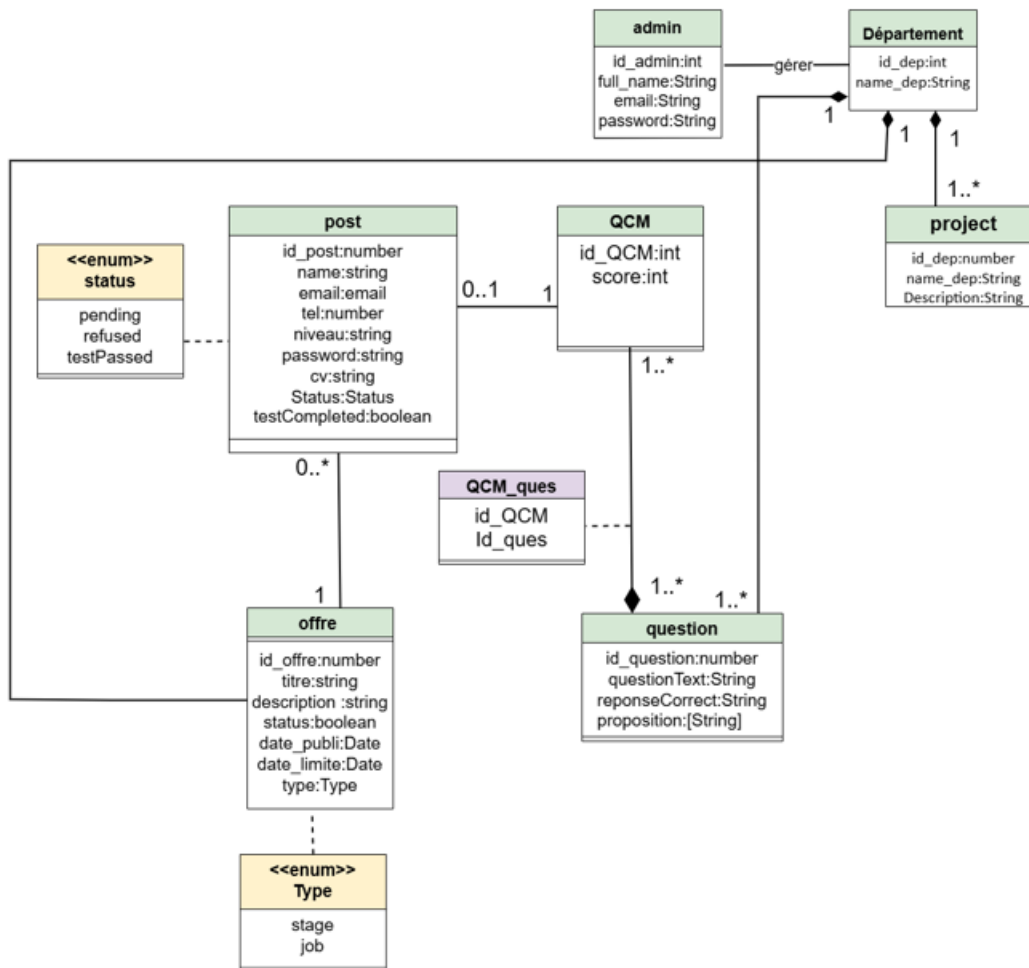 admin
id_admin:int
full_name:String
email:String
password:String
gérer
Département
id_dep:int
name_dep:String
1
1
1
1..*
project
id_dep:number
name_dep:String
Description:String
<<enum>>
status
pending
refused
testPassed
post
id_post:number
name:string
email:email
tel:number
niveau:string
password:string
cv:string
Status:Status
testCompleted:boolean
0..1
1
QCM
id_QCM:int
score:int
1..*
0..*
QCM_ques
id_QCM
Id_ques
1..*
1..*
1
offre
id_offre:number
titre:string
description :string
status:boolean
date_publi:Date
date_limite:Date
type:Type
question
id_question:number
questionText:String
reponseCorrect:String
proposition:[String]
<<enum>>
Type
stage
job